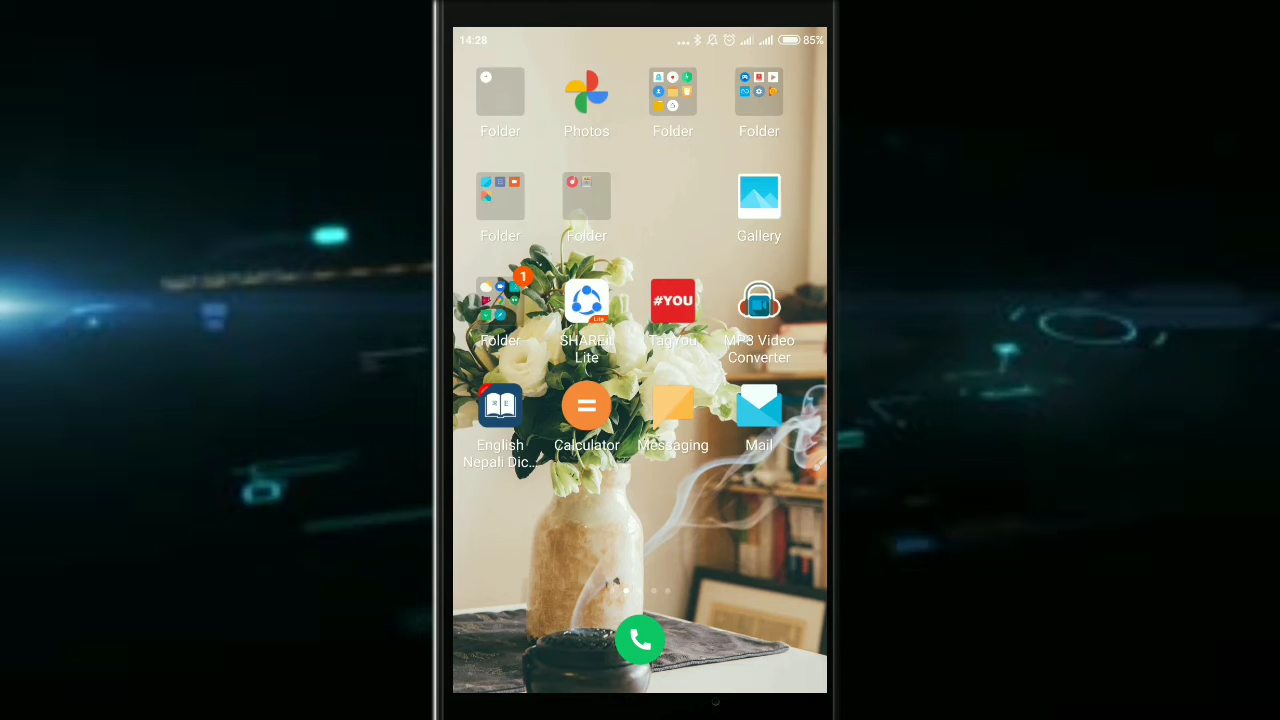 14:28
85%
Folder
Photos
Folder
Folder
Folder
Folder
Gallery
1
Folder
SHAREit
Lite
Lite
#YOU
TagYou
MP3 Video
Converter
English
Nepali Dic...
Calculator
Messaging
Mail